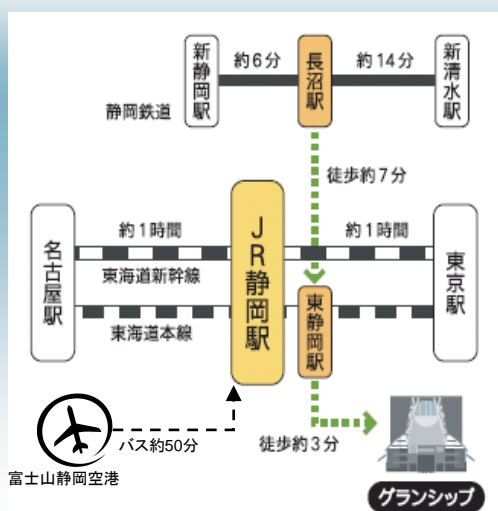 新静岡駅
約6分
長沼駅
約14分
新清水駅
静岡鉄道
徒歩約7分
名古屋駅
約1時間
JR静岡駅
約1時間
東京駅
東海道新幹線
東静岡駅
東海道本線
バス約50分
徒歩約3分
富士山静岡空港
グランシップ